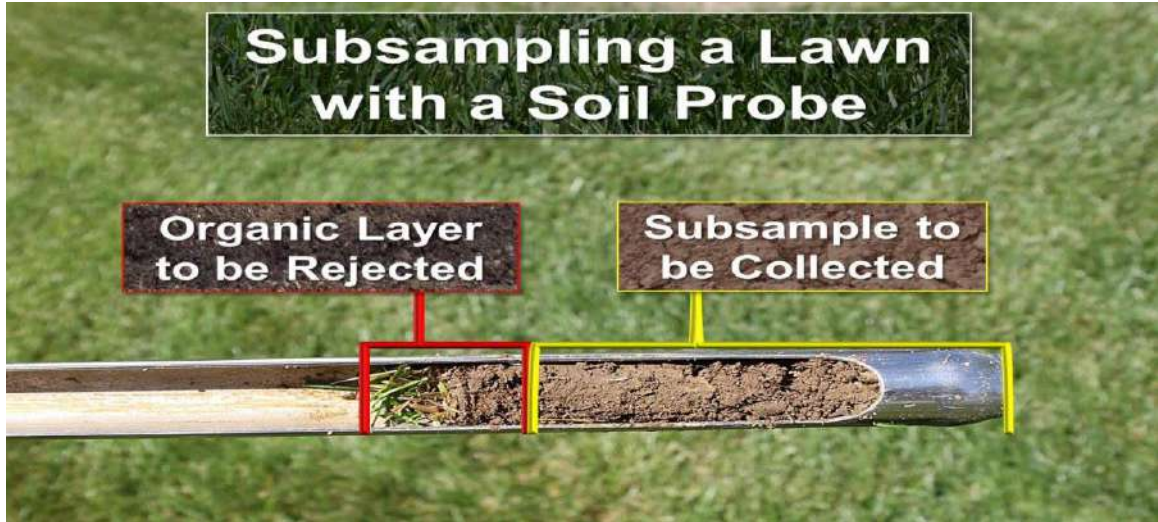 Subsampling a Lawn
with a Soil Probe
Organic Layer
to be Rejected
Subsample to
be Collected